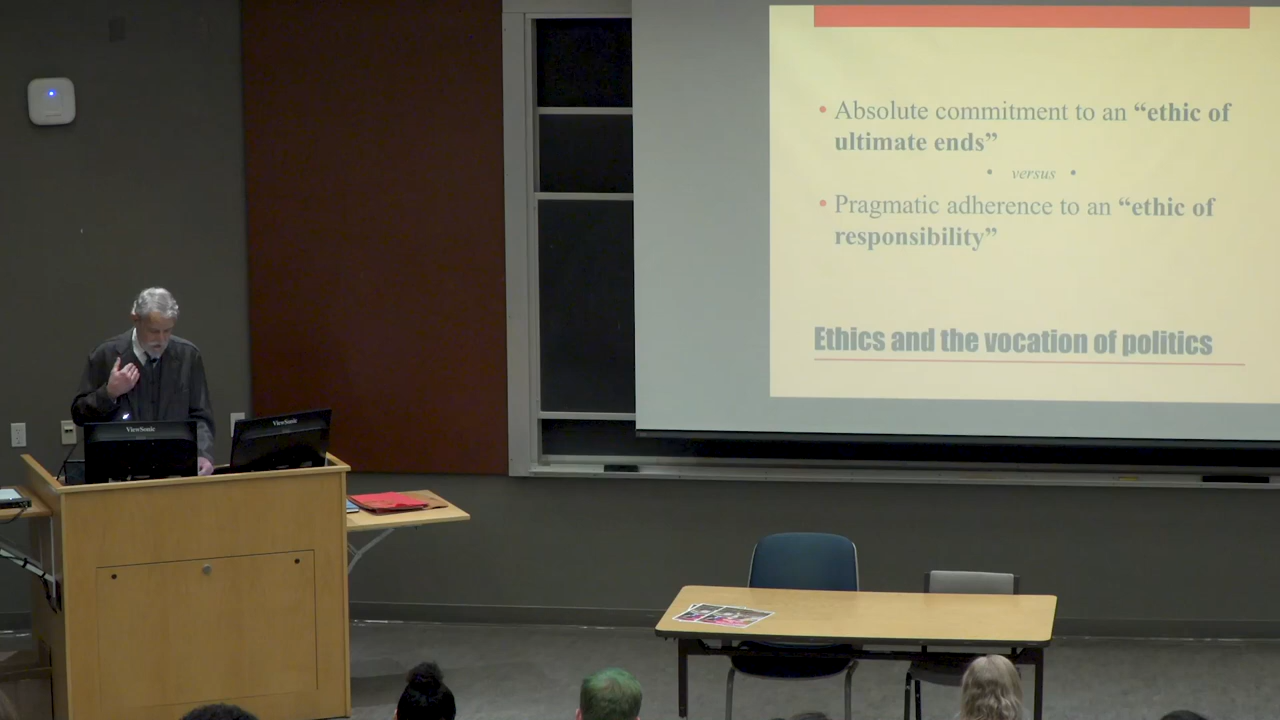 • Absolute commitment to an “ethic of
ultimate ends”
• versus •
• Pragmatic adherence to an “ethic of
responsibility”
Ethics and the vocation of politics
ViewSonic
ViewSonic